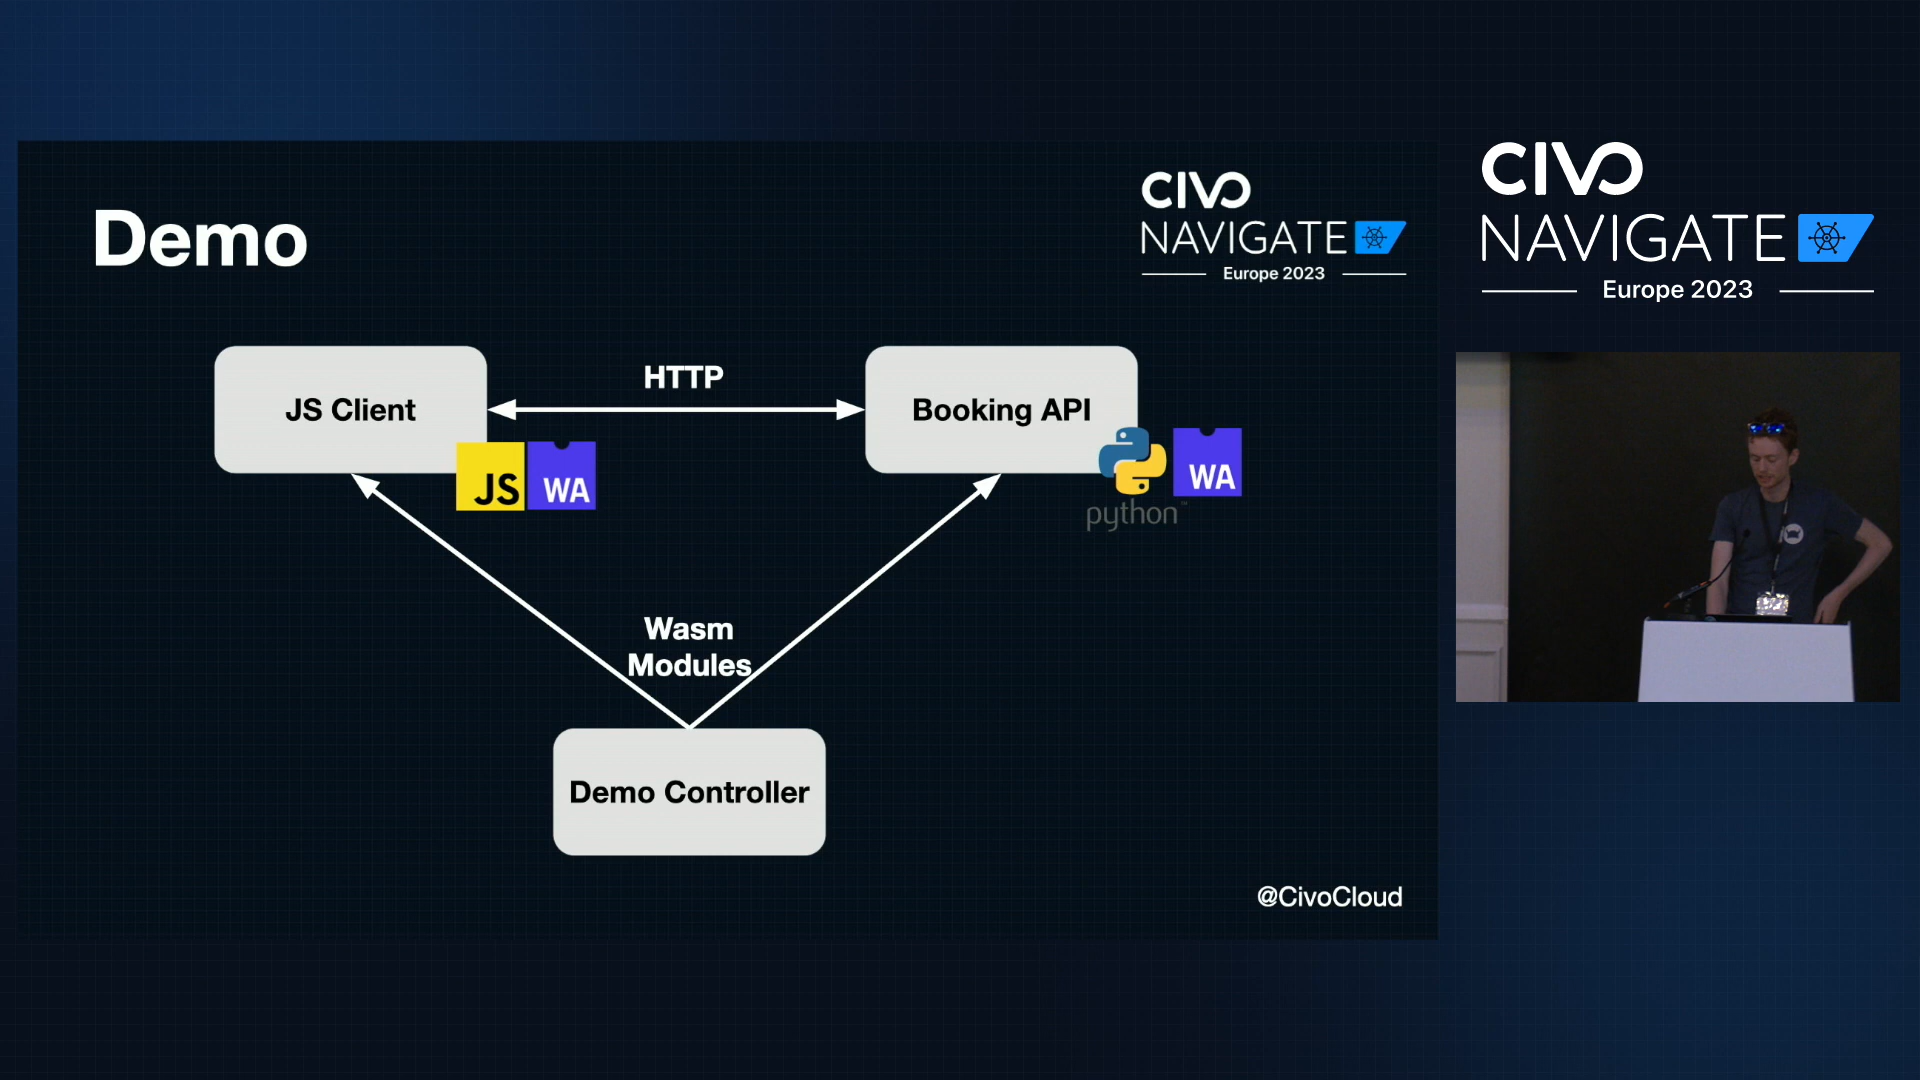 Demo
CIVO
NAVIGATE
Europe 2023
JS Client
HTTP
Booking API
JS
WA
python
WA
Wasm
Modules
Demo Controller
@CivoCloud
CIVO
NAVIGATE
Europe 2023